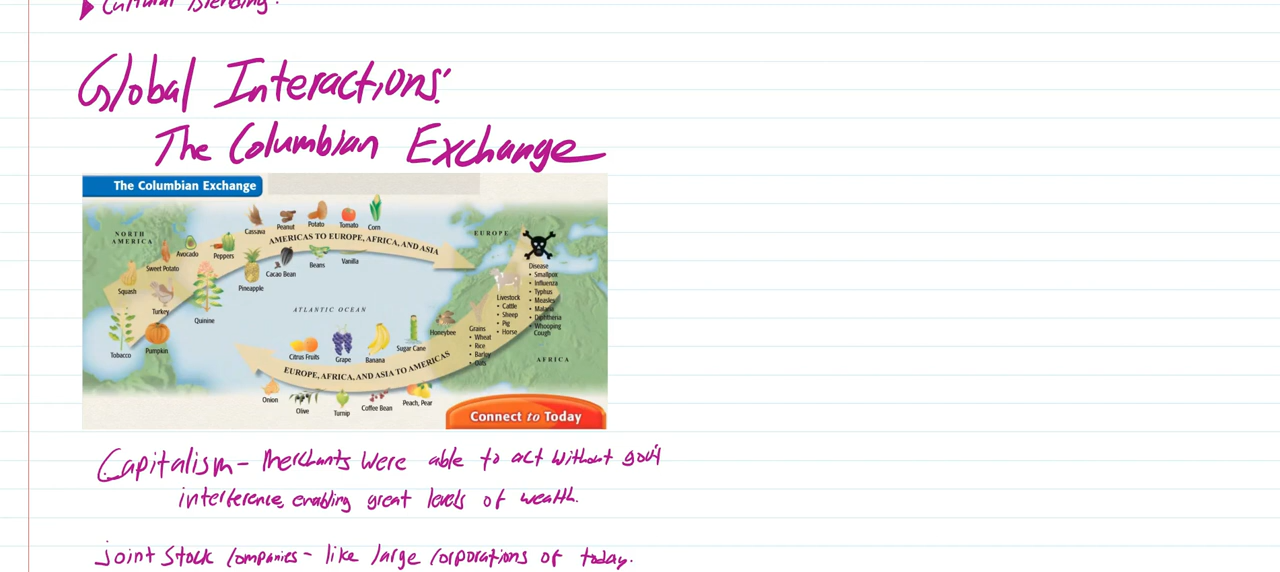 Cultural Blending:
Global Interactions:
The Columbian Exchange
The Columbian Exchange
NORTH
AMERICA
EUROPE
AFRICA
ATLANTIC OCEAN
AMERICAS TO EUROPE, AFRICA, AND ASIA
Cassava
Peanut
Potato
Tomato
Corn
Avocado
Peppers
Sweet Potato
Squash
Turkey
Quinine
Pineapple
Cacao Bean
Beans
Vanilla
Tobacco
Pumpkin
EUROPE, AFRICA, AND ASIA TO AMERICAS
Citrus Fruits
Grape
Banana
Sugar Cane
Honeybee
Onion
Olive
Turnip
Coffee Bean
Peach, Pear
Grains
• Wheat
• Rice
• Barley
• Oats
Livestock
• Cattle
• Sheep
• Pig
• Horse
Disease
• Smallpox
• Influenza
• Typhus
• Measles
• Malaria
• Diphtheria
• Whooping
Cough
Connect to Today
Capitalism - Merchants were able to act without gov't
interference, enabling great levels of wealth.
Joint Stock Companies - like large corporations of today.